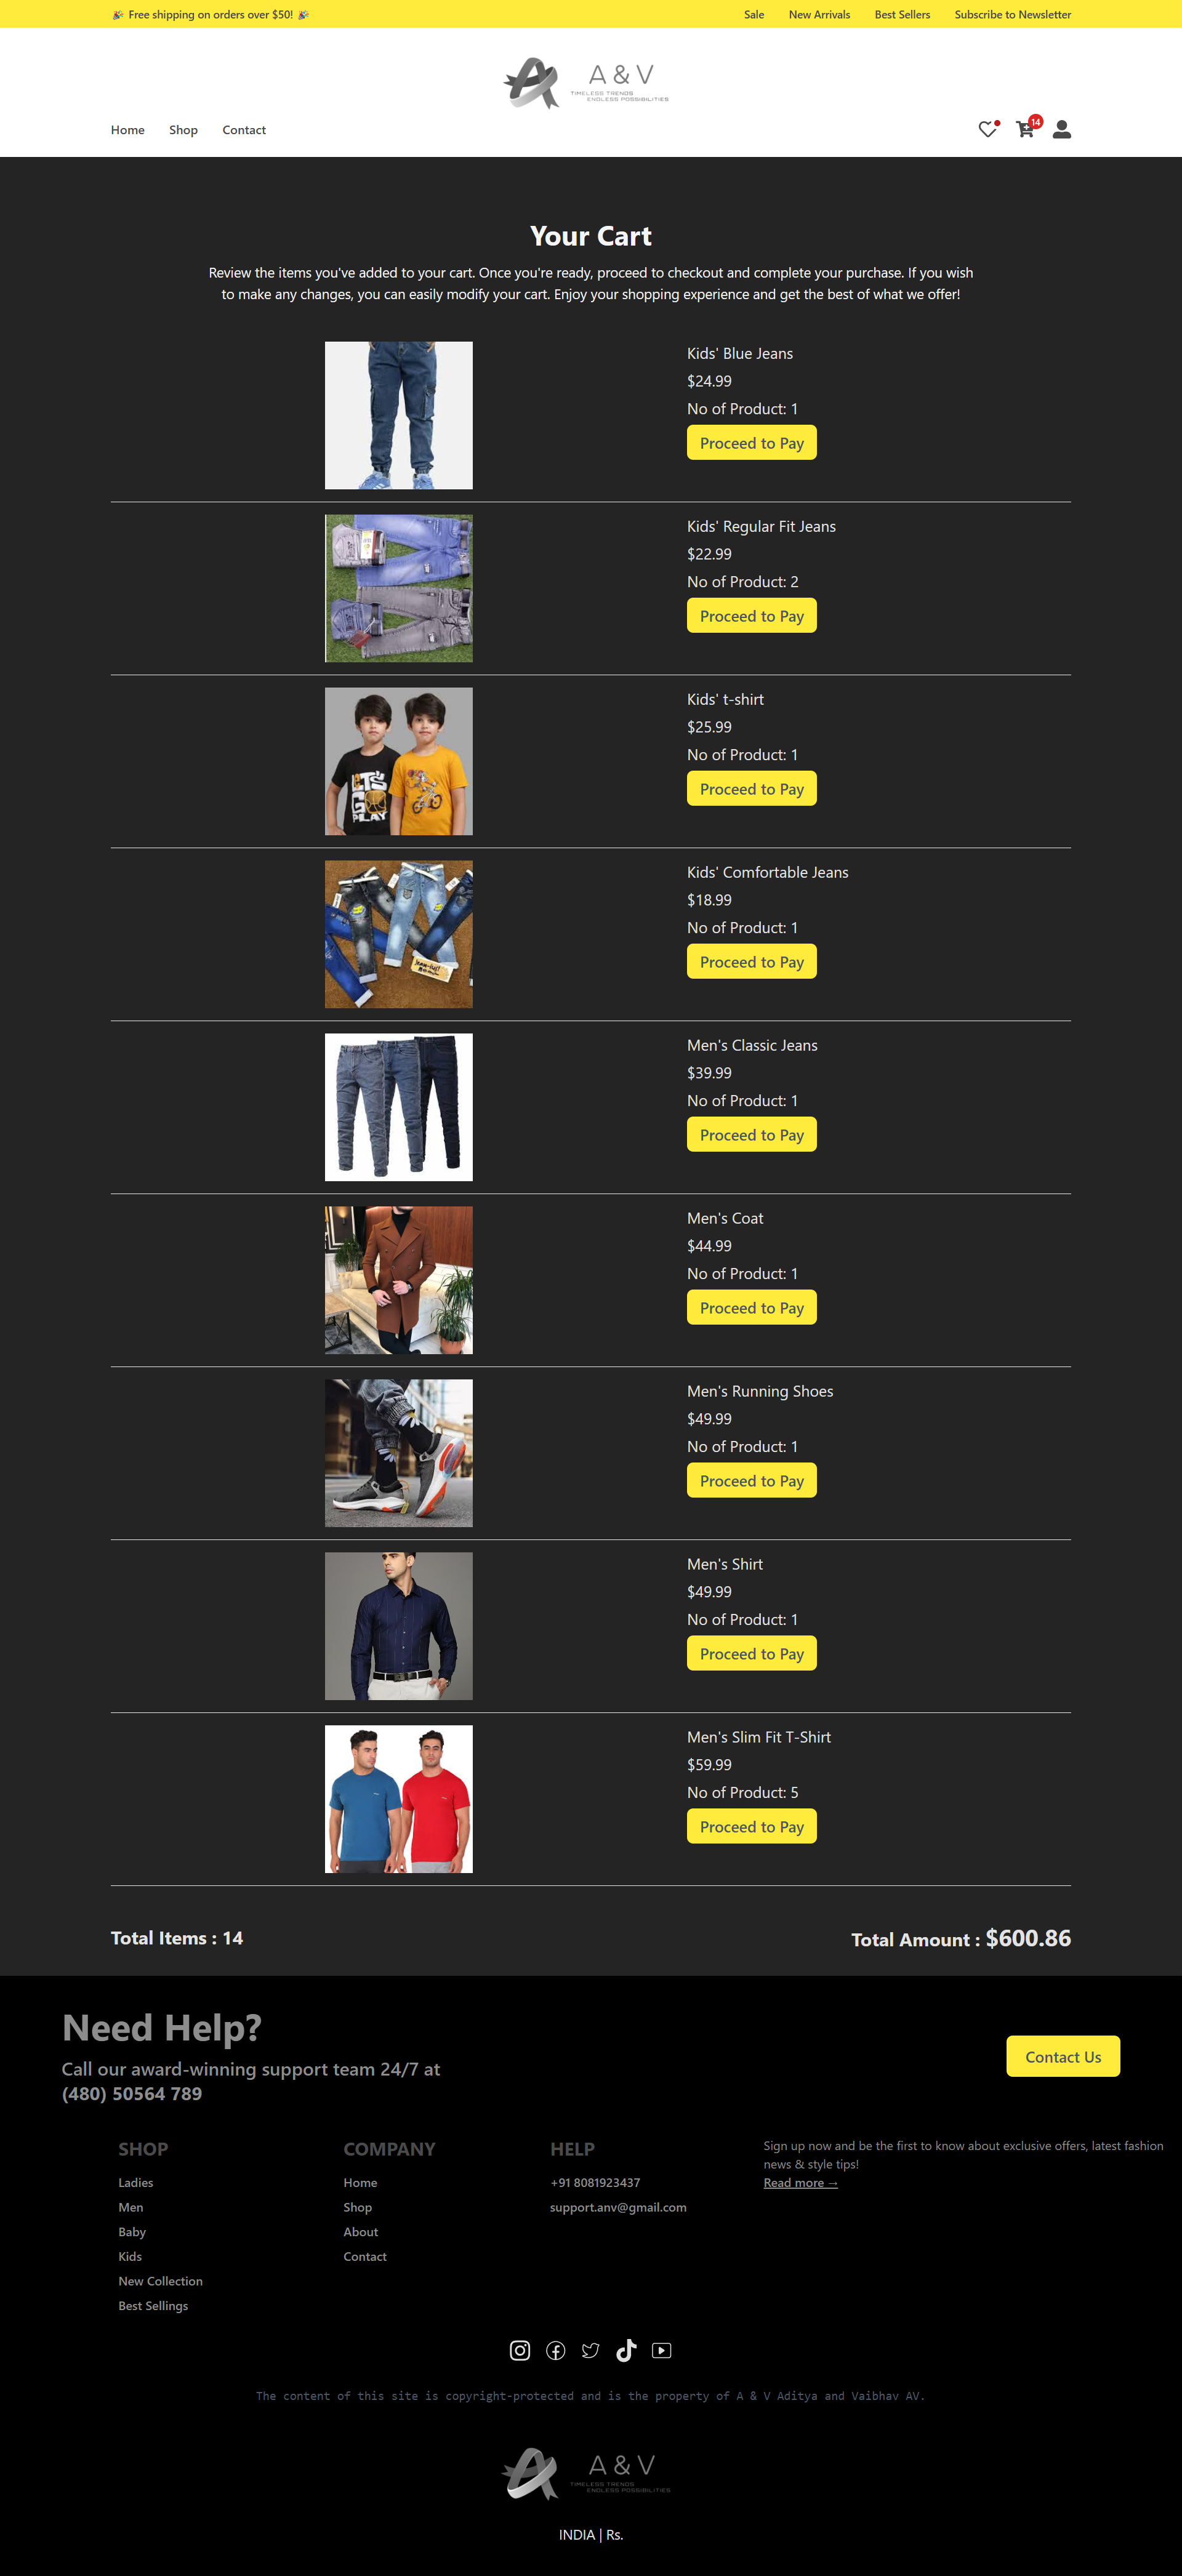 🎉 Free shipping on orders over $50! 🎉
Sale New Arrivals Best Sellers Subscribe to Newsletter
A & V
TIMELESS TRENDS
ENDLESS POSSIBILITIES
Home Shop Contact
14
Your Cart
Review the items you've added to your cart. Once you're ready, proceed to checkout and complete your purchase. If you wish
to make any changes, you can easily modify your cart. Enjoy your shopping experience and get the best of what we offer!
Kids' Blue Jeans
$24.99
No of Product: 1
Proceed to Pay
Kids' Regular Fit Jeans
$22.99
No of Product: 2
Proceed to Pay
LET'S
GO
PLAY
Kids' t-shirt
$25.99
No of Product: 1
Proceed to Pay
Kids' Comfortable Jeans
$18.99
No of Product: 1
Proceed to Pay
Men's Classic Jeans
$39.99
No of Product: 1
Proceed to Pay
Men's Coat
$44.99
No of Product: 1
Proceed to Pay
Men's Running Shoes
$49.99
No of Product: 1
Proceed to Pay
Men's Shirt
$49.99
No of Product: 1
Proceed to Pay
Men's Slim Fit T-Shirt
$59.99
No of Product: 5
Proceed to Pay
Total Items : 14
Total Amount : $600.86
Need Help?
Call our award-winning support team 24/7 at
(480) 50564 789
Contact Us
SHOP
Ladies
Men
Baby
Kids
New Collection
Best Sellings
COMPANY
Home
Shop
About
Contact
HELP
+91 8081923437
support.anv@gmail.com
Sign up now and be the first to know about exclusive offers, latest fashion
news & style tips!
Read more →
The content of this site is copyright-protected and is the property of A & V Aditya and Vaibhav AV.
A & V
TIMELESS TRENDS
ENDLESS POSSIBILITIES
INDIA | Rs.